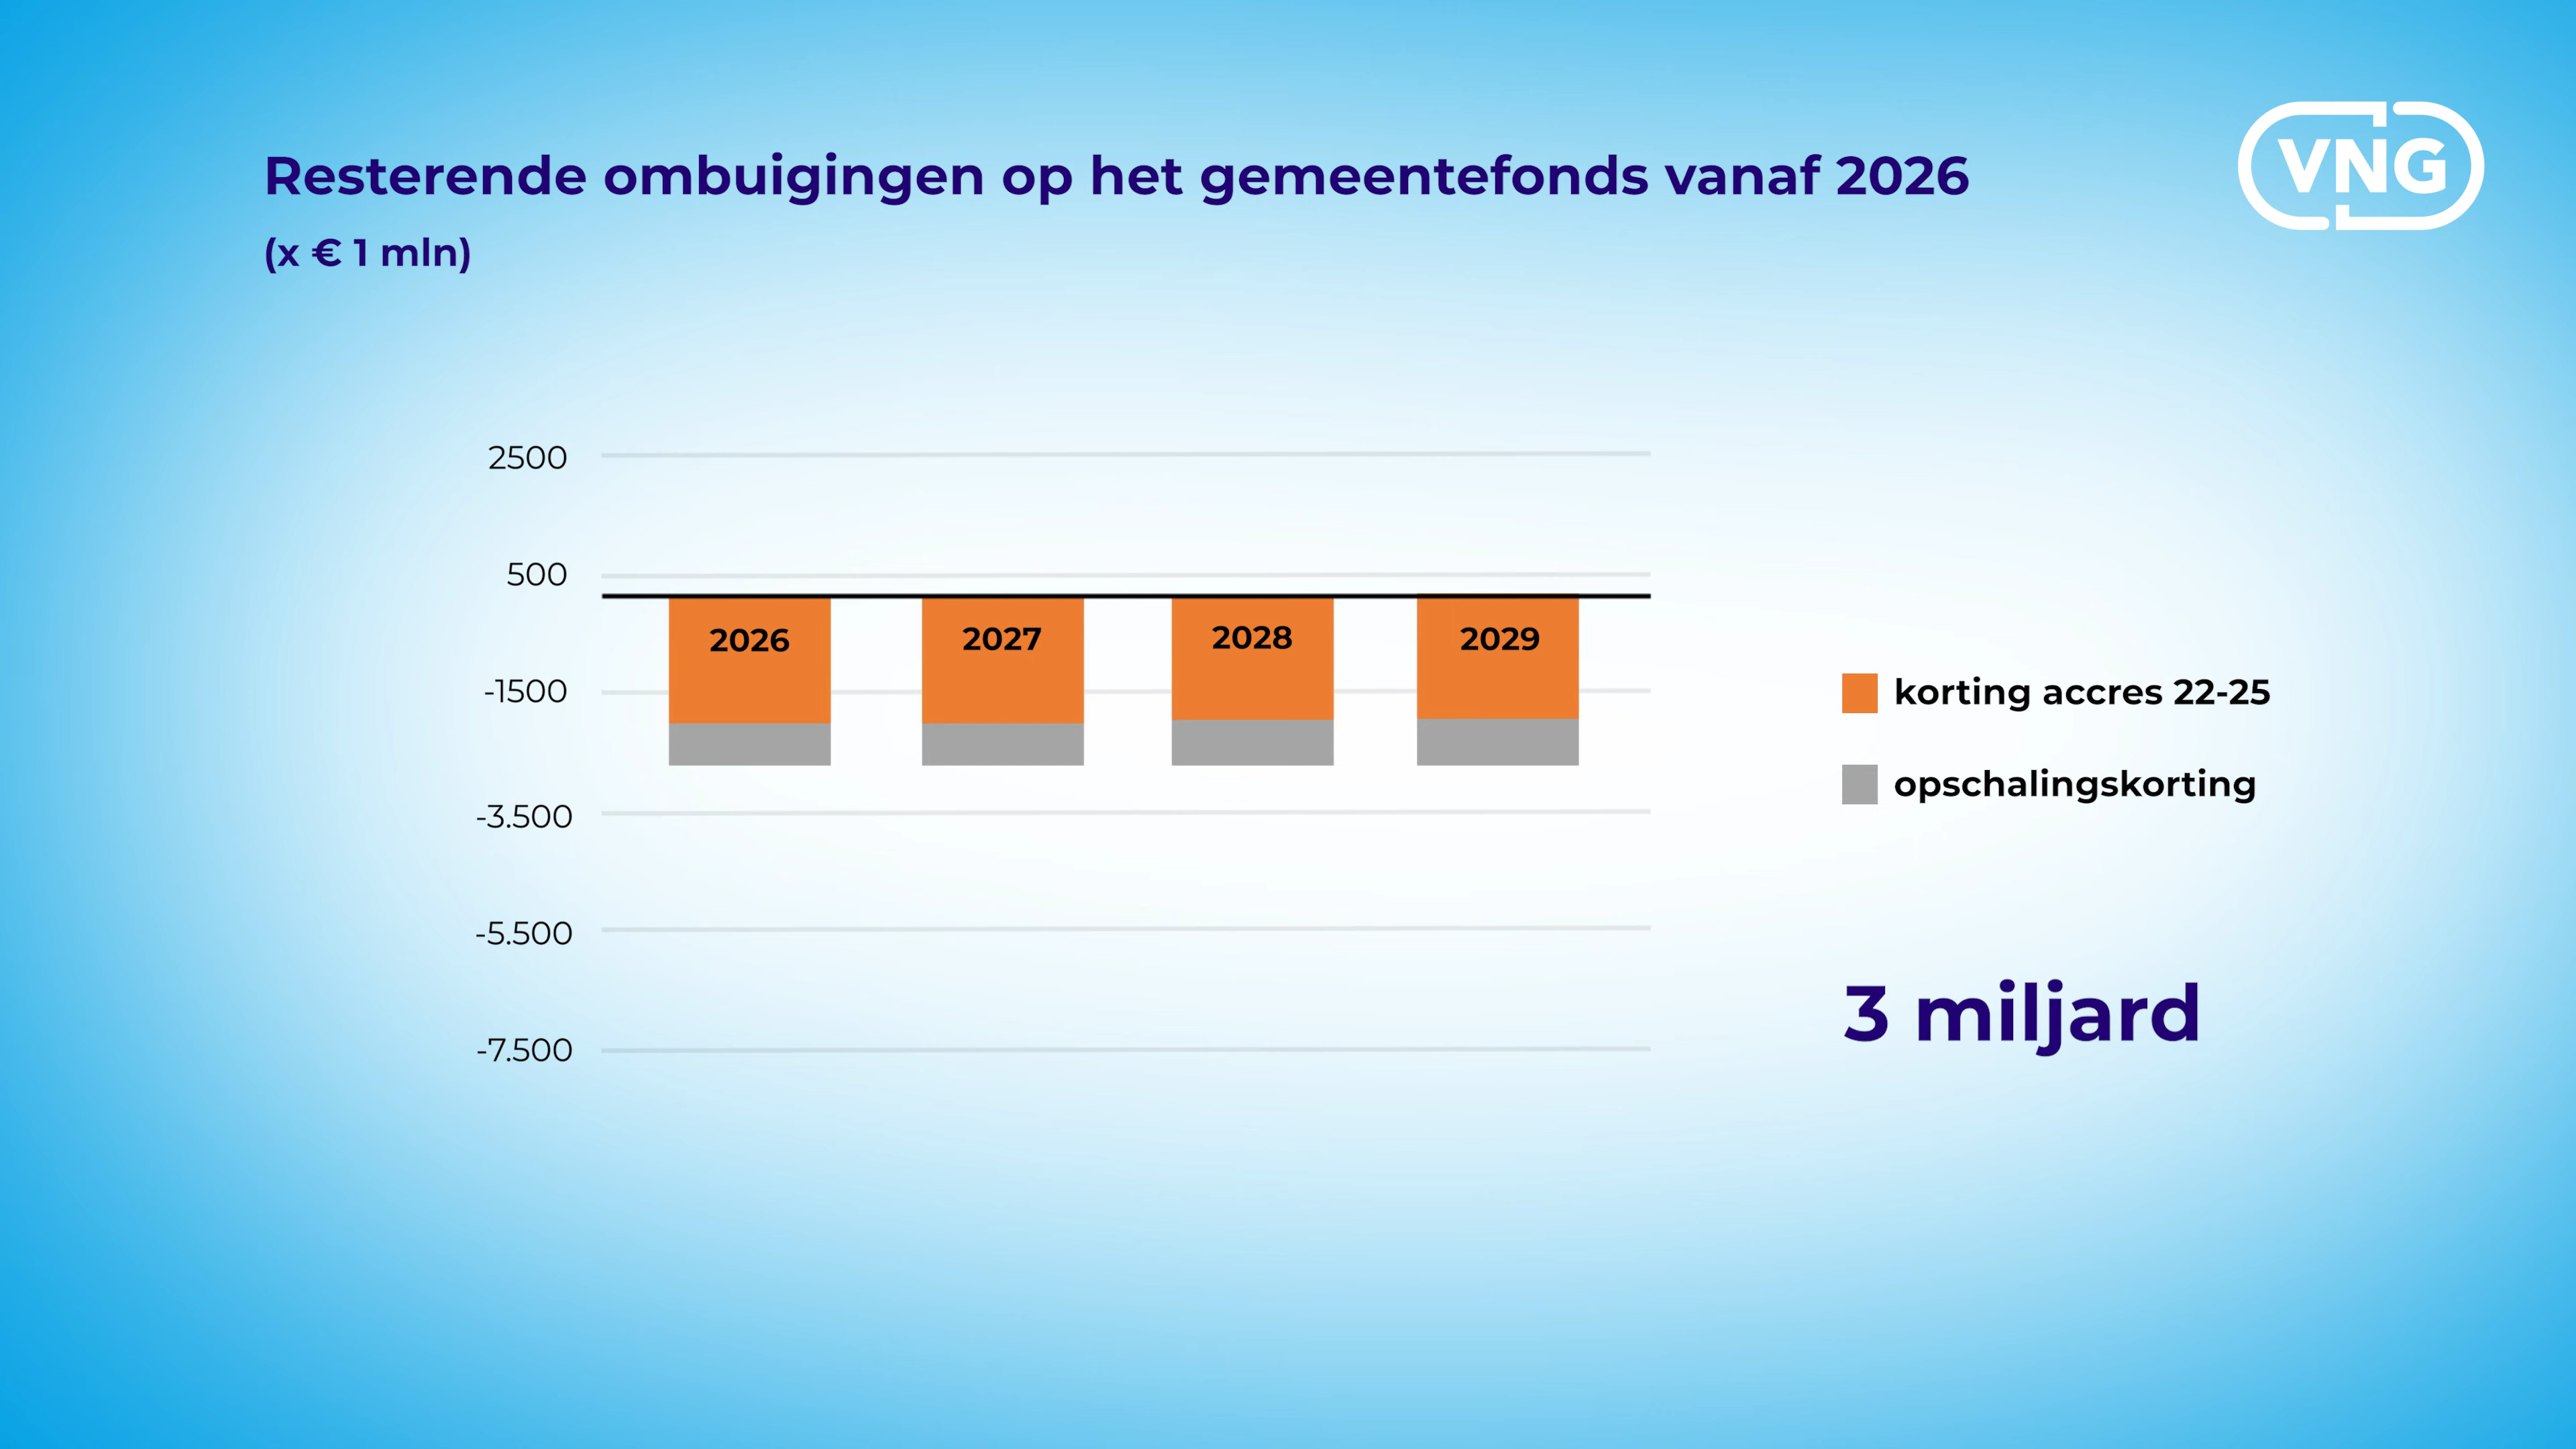 Resterende ombuigingen op het gemeentefonds vanaf 2026
(x € 1 mln)
VNG
2500
500
2026
2027
2028
2029
-1500
-3.500
-5.500
-7.500
korting accres 22-25
opschalingskorting
3 miljard